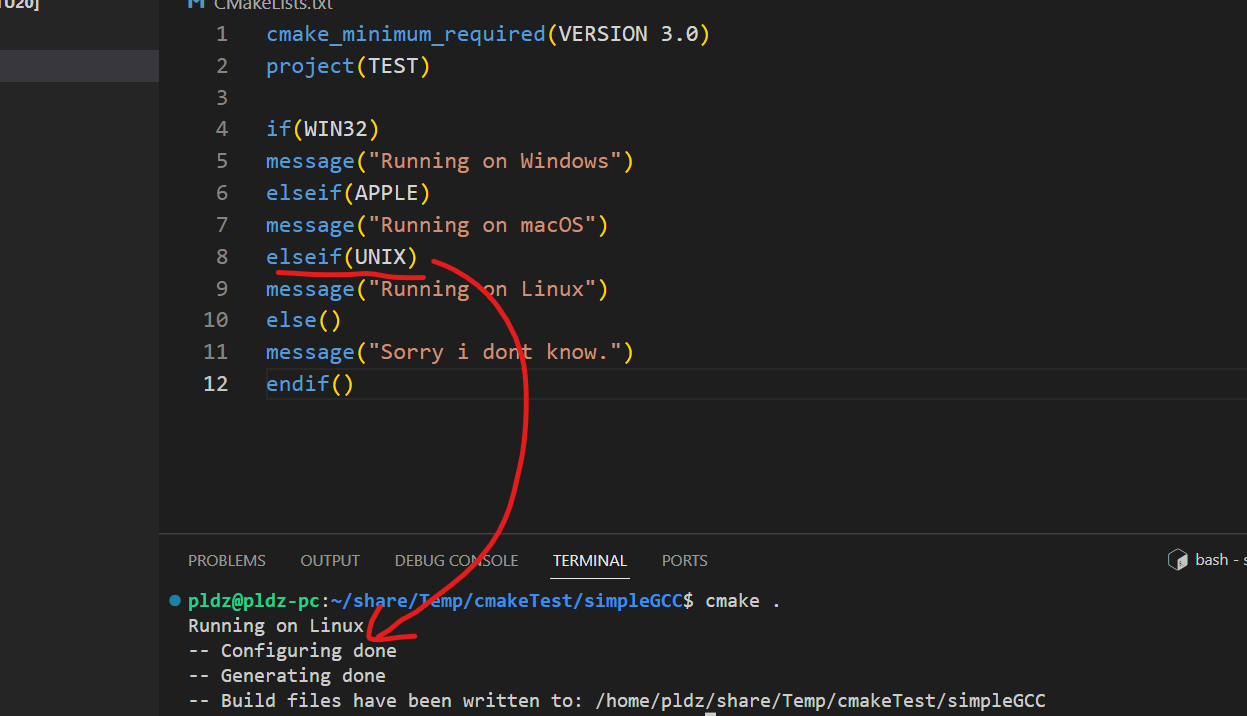 TU20]
CMakeLists.txt
1 cmake_minimum_required(VERSION 3.0)
2 project(TEST)
3
4 if(WIN32)
5 message("Running on Windows")
6 elseif(APPLE)
7 message("Running on macOS")
8 elseif(UNIX)
9 message("Running on Linux")
10 else()
11 message("Sorry i dont know.")
12 endif()
PROBLEMS OUTPUT DEBUG CONSOLE TERMINAL PORTS bash - s
pldz@pldz-pc:~/share/Temp/cmakeTest/simpleGCC$ cmake .
Running on Linux
-- Configuring done
-- Generating done
-- Build files have been written to: /home/pldz/share/Temp/cmakeTest/simpleGCC